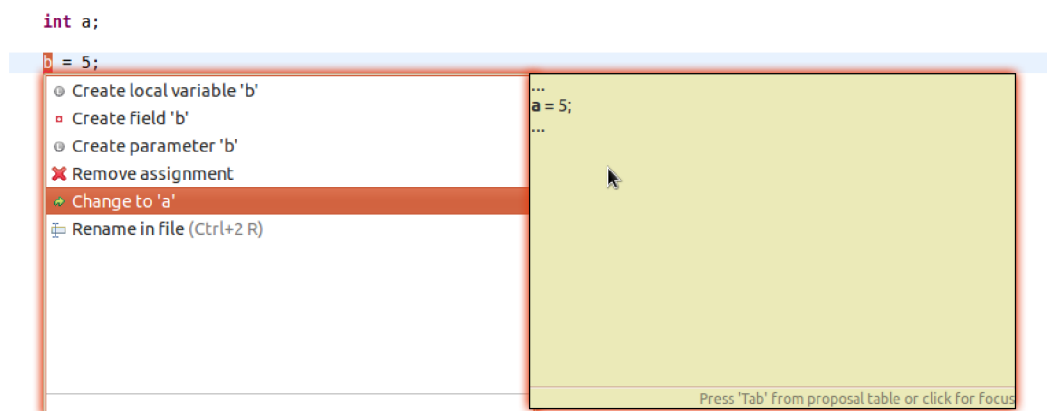 int a;
b = 5;
Create local variable 'b'
Create field 'b'
Create parameter 'b'
Remove assignment
Change to 'a'
Rename in file (Ctrl+2 R)
...
a = 5;
...
Press 'Tab' from proposal table or click for focus